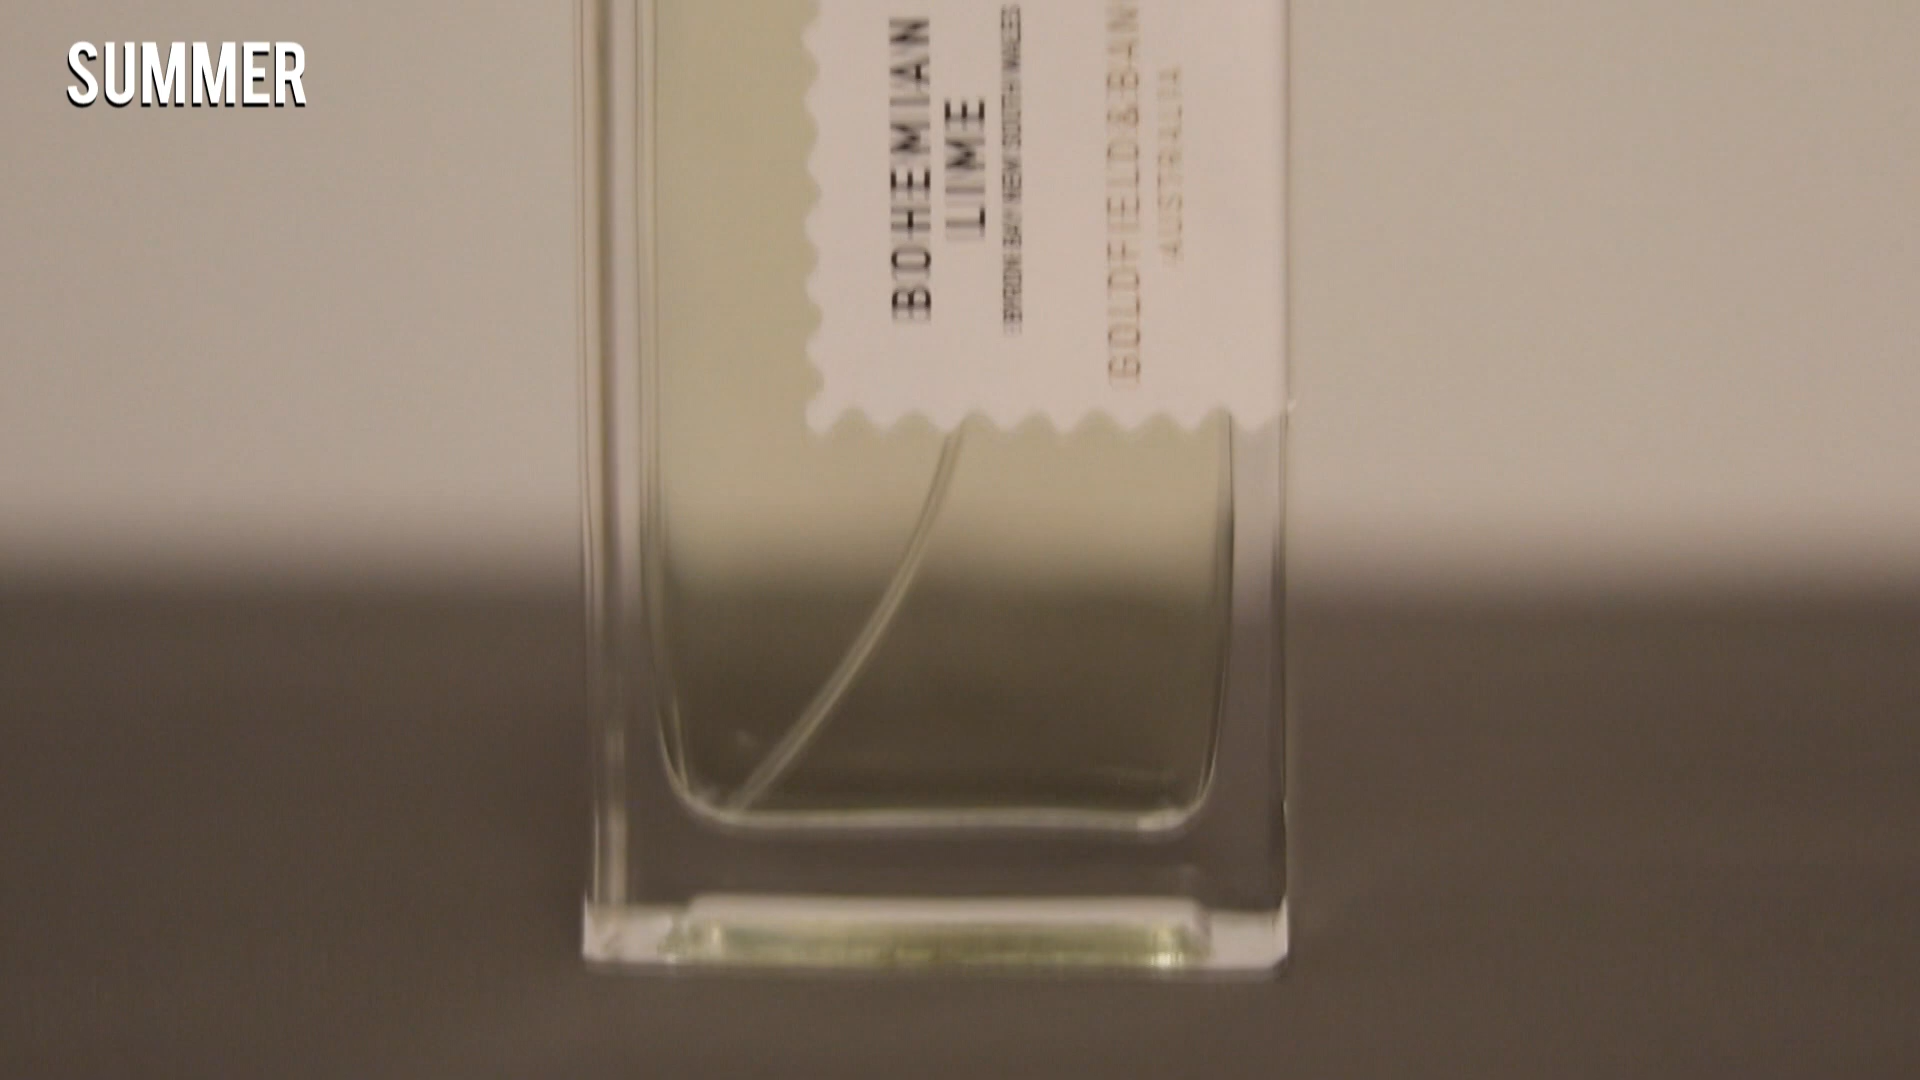 SUMMER
BOHEMIAN
LIME
BYRON BAY NEW SOUTH WALES
GOLDFIELD & BAN
AUSTRALIA